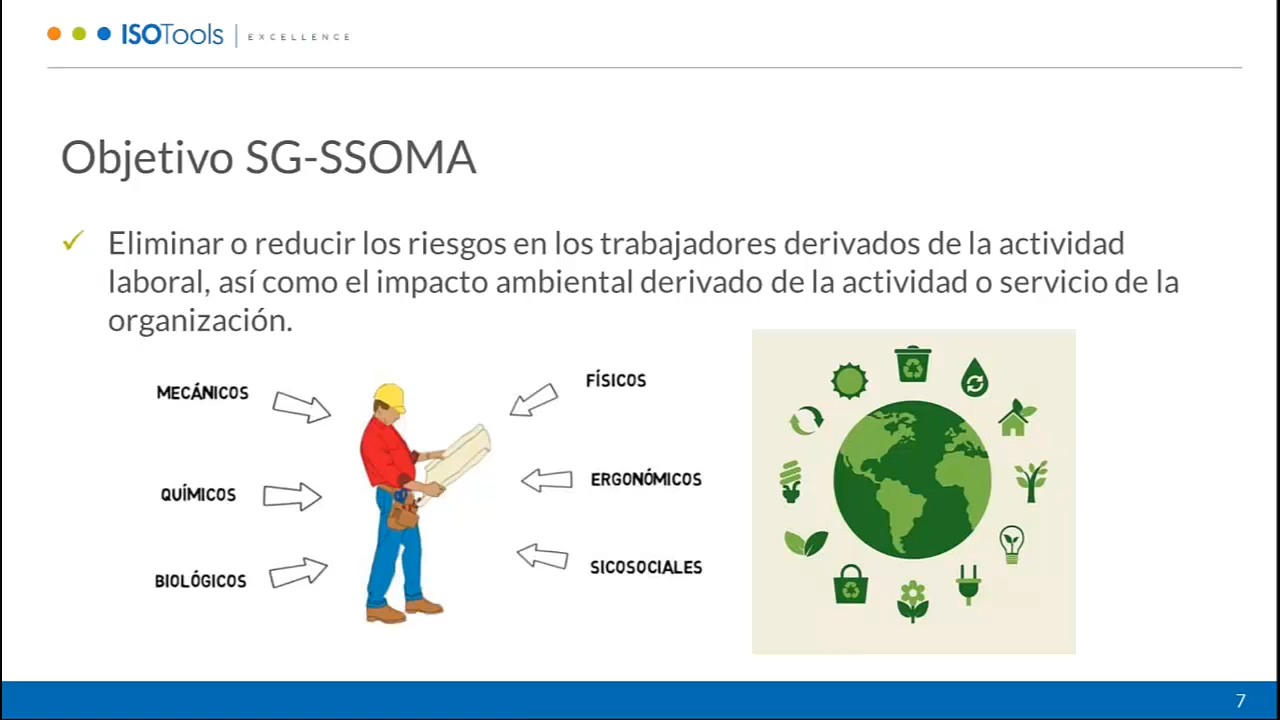 ISOTools | EXCELLENCE
Objetivo SG-SSOMA
✓ Eliminar o reducir los riesgos en los trabajadores derivados de la actividad
laboral, así como el impacto ambiental derivado de la actividad o servicio de la
organización.
MECÁNICOS
FÍSICOS
QUÍMICOS
ERGONÓMICOS
BIOLÓGICOS
SICOSOCIALES
7